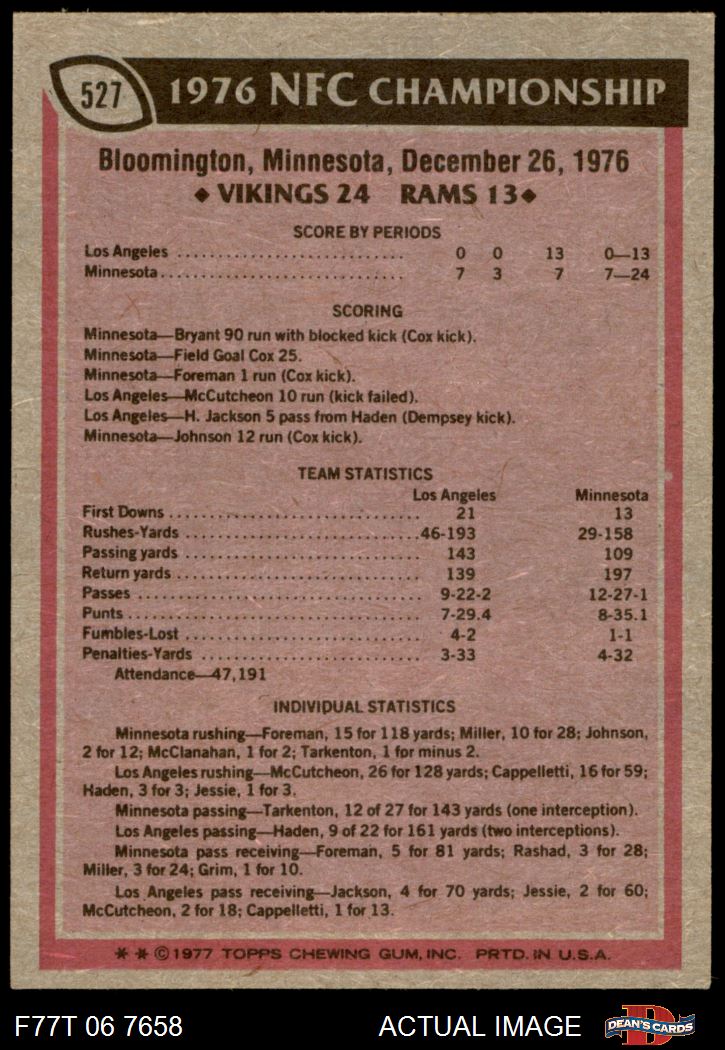 527
1976 NFC CHAMPIONSHIP
Bloomington, Minnesota, December 26, 1976
◆ VIKINGS 24 RAMS 13 ◆
SCORE BY PERIODS
Los Angeles ............................ 0 0 13 0—13
Minnesota .............................. 7 3 7 7—24
SCORING
Minnesota—Bryant 90 run with blocked kick (Cox kick).
Minnesota—Field Goal Cox 25.
Minnesota—Foreman 1 run (Cox kick).
Los Angeles—McCutcheon 10 run (kick failed).
Los Angeles—H. Jackson 5 pass from Haden (Dempsey kick).
Minnesota—Johnson 12 run (Cox kick).
TEAM STATISTICS
Los Angeles Minnesota
First Downs ............................ 21 13
Rushes-Yards ............................ 46-193 29-158
Passing yards ............................ 143 109
Return yards ............................ 139 197
Passes ............................ 9-22-2 12-27-1
Punts ............................ 7-29.4 8-35.1
Fumbles-Lost ............................ 4-2 1-1
Penalties-Yards ............................ 3-33 4-32
Attendance—47,191
INDIVIDUAL STATISTICS
Minnesota rushing—Foreman, 15 for 118 yards; Miller, 10 for 28; Johnson,
2 for 12; McClanahan, 1 for 2; Tarkenton, 1 for minus 2.
Los Angeles rushing—McCutcheon, 26 for 128 yards; Cappelletti, 16 for 59;
Haden, 3 for 3; Jessie, 1 for 3.
Minnesota passing—Tarkenton, 12 of 27 for 143 yards (one interception).
Los Angeles passing—Haden, 9 of 22 for 161 yards (two interceptions).
Minnesota pass receiving—Foreman, 5 for 81 yards; Rashad, 3 for 28;
Miller, 3 for 24; Grim, 1 for 10.
Los Angeles pass receiving—Jackson, 4 for 70 yards; Jessie, 2 for 60;
McCutcheon, 2 for 18; Cappelletti, 1 for 13.
✱ ✱ ©1977 TOPPS CHEWING GUM, INC. PRTD. IN U.S.A.
F77T 06 7658 ACTUAL IMAGE D DEAN'S CARDS